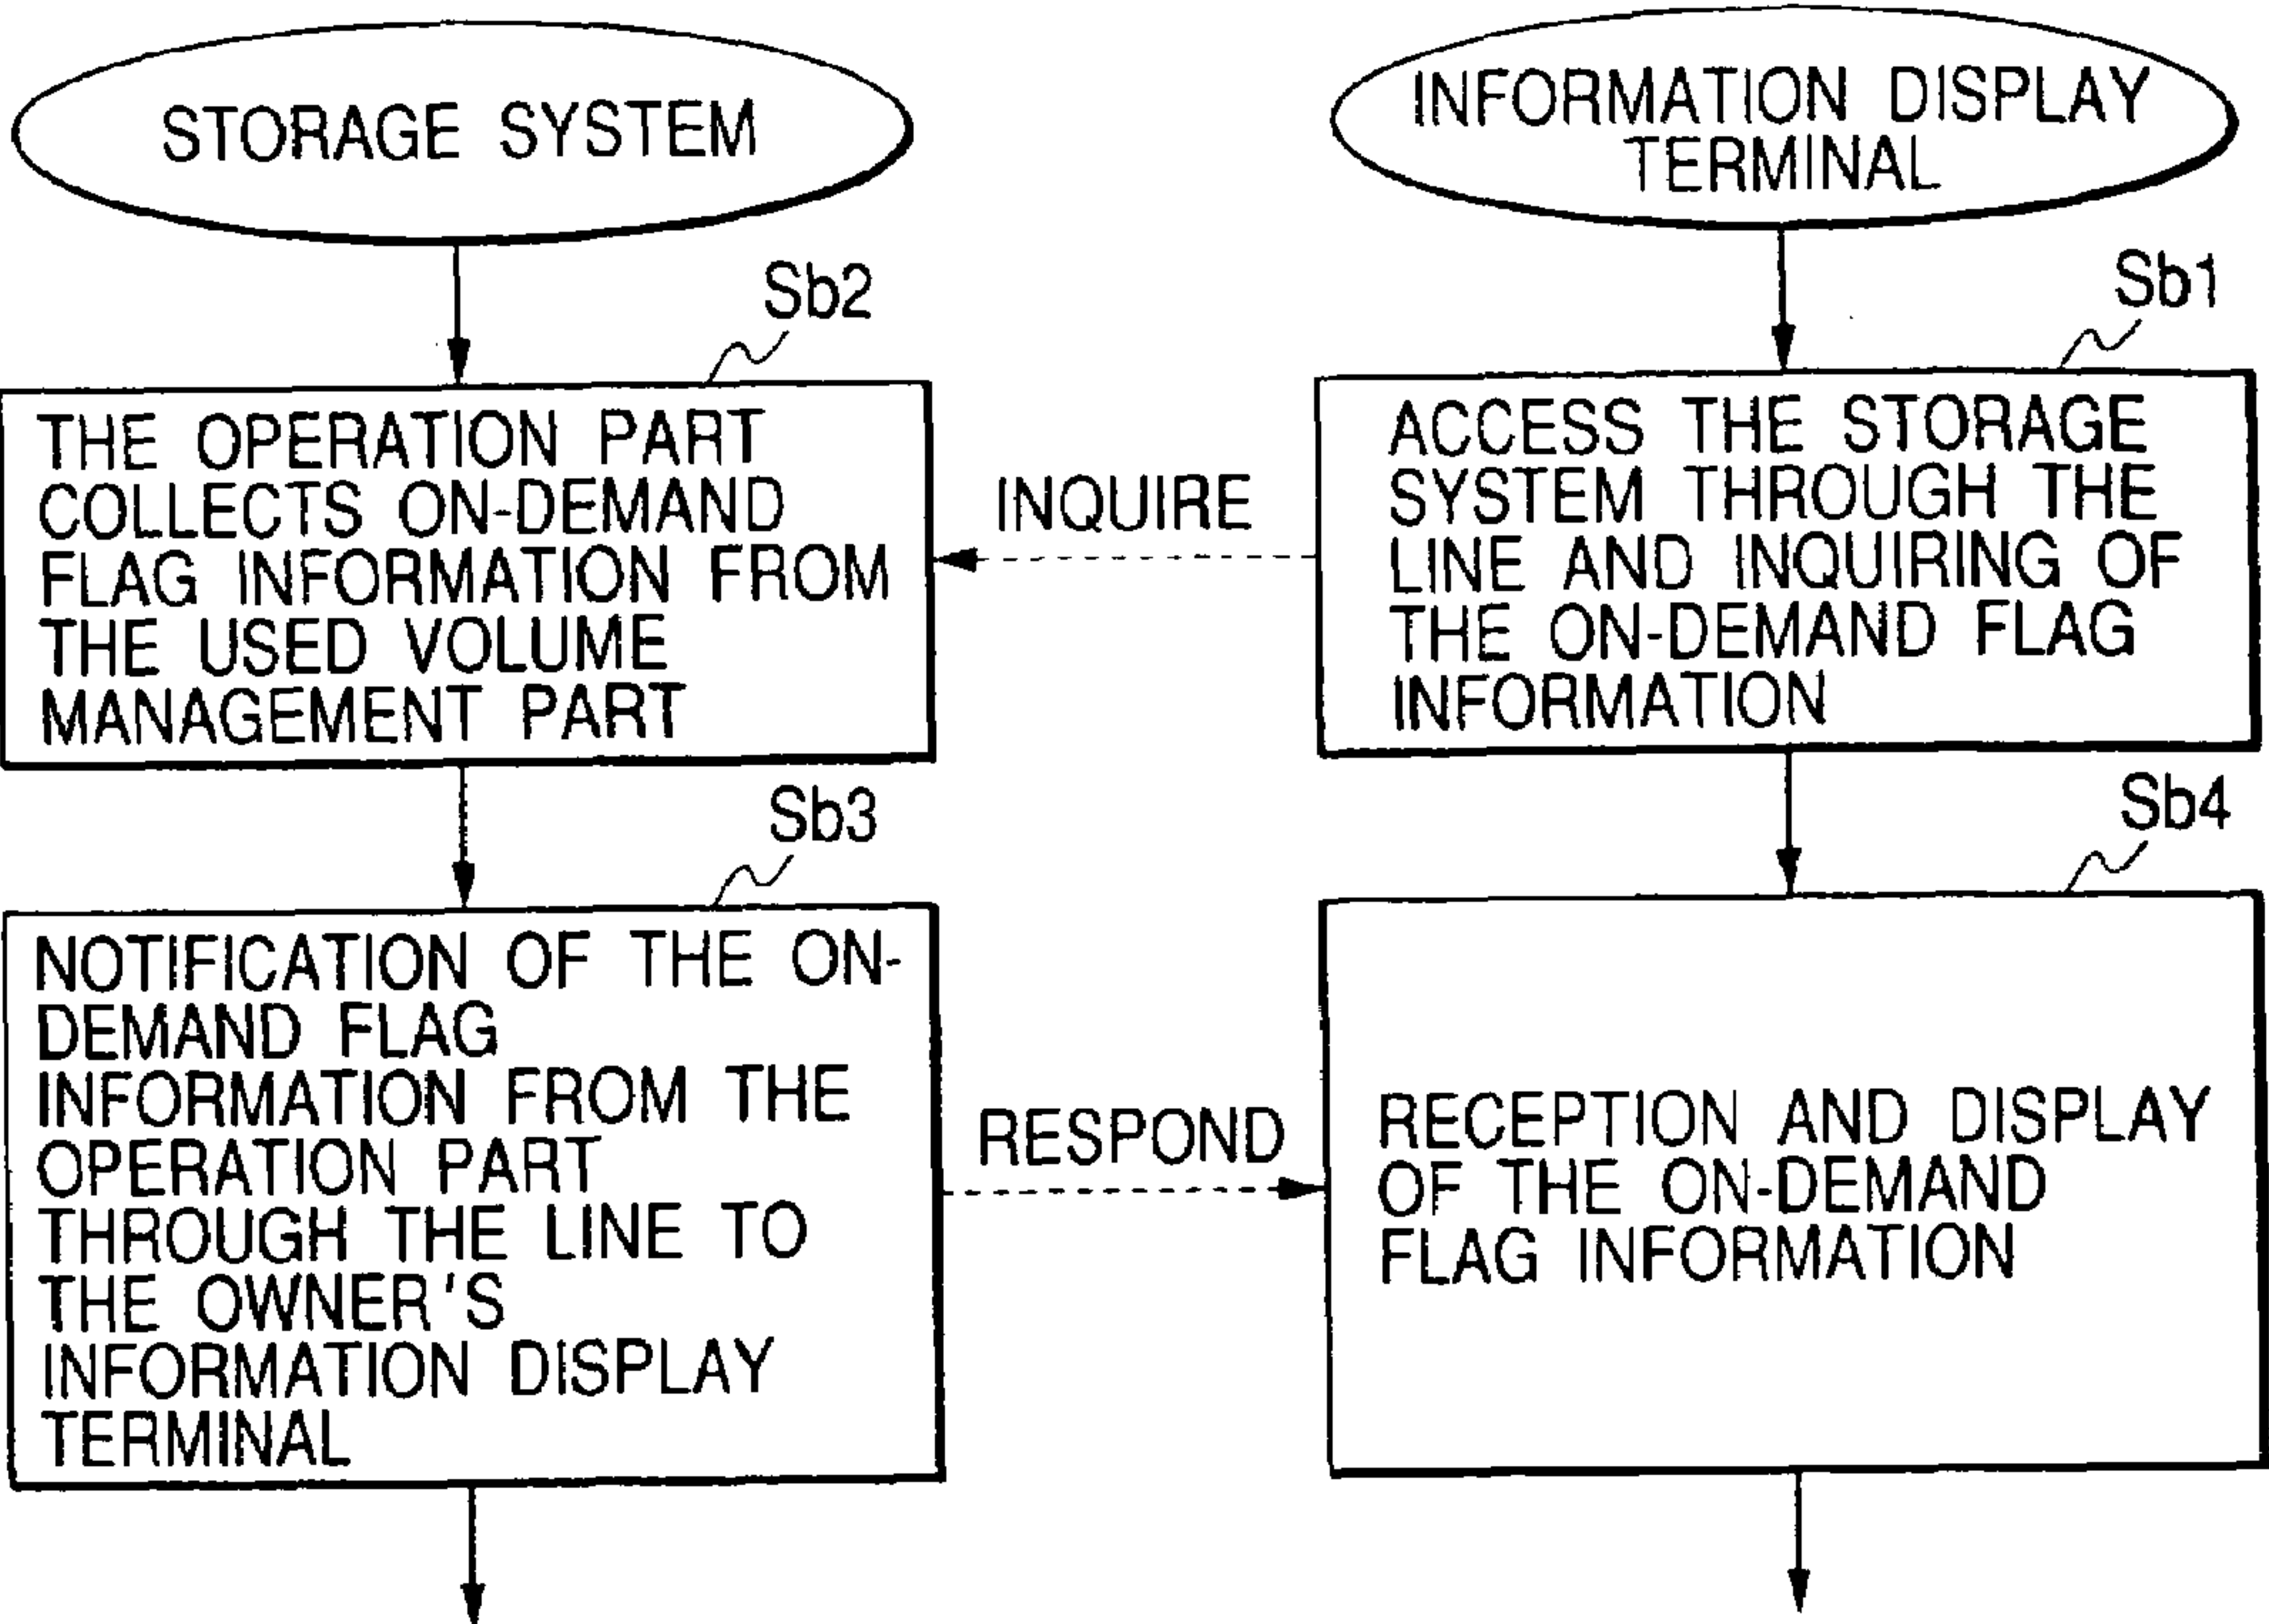 STORAGE SYSTEM
INFORMATION DISPLAY
TERMINAL
Sb2
THE OPERATION PART
COLLECTS ON-DEMAND
FLAG INFORMATION FROM
THE USED VOLUME
MANAGEMENT PART
INQUIRE
Sb1
ACCESS THE STORAGE
SYSTEM THROUGH THE
LINE AND INQUIRING OF
THE ON-DEMAND FLAG
INFORMATION
Sb3
NOTIFICATION OF THE ON-
DEMAND FLAG
INFORMATION FROM THE
OPERATION PART
THROUGH THE LINE TO
THE OWNER'S
INFORMATION DISPLAY
TERMINAL
RESPOND
Sb4
RECEPTION AND DISPLAY
OF THE ON-DEMAND
FLAG INFORMATION